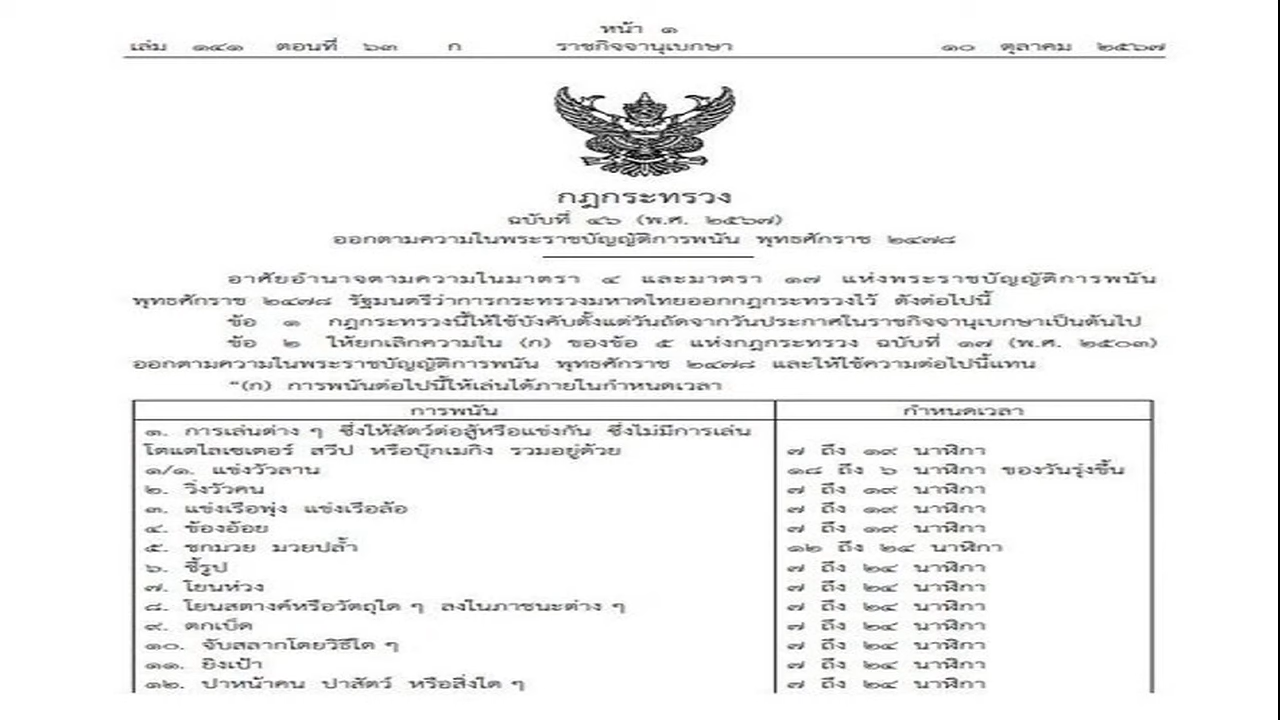 หน้า ๑
เล่ม ๑๔๑ ตอนที่ ๖๓ ก ราชกิจจานุเบกษา ๑๐ ตุลาคม ๒๕๖๗
กฎกระทรวง
ฉบับที่ ๔๖ (พ.ศ. ๒๕๖๗)
ออกตามความในพระราชบัญญัติการพนัน พุทธศักราช ๒๔๗๘
อาศัยอำนาจตามความในมาตรา ๔ และมาตรา ๑๗ แห่งพระราชบัญญัติการพนัน
พุทธศักราช ๒๔๗๘ รัฐมนตรีว่าการกระทรวงมหาดไทยออกกฎกระทรวงไว้ ดังต่อไปนี้
ข้อ ๑ กฎกระทรวงนี้ให้ใช้บังคับตั้งแต่วันถัดจากวันประกาศในราชกิจจานุเบกษาเป็นต้นไป
ข้อ ๒ ให้ยกเลิกความใน (ก) ของข้อ ๕ แห่งกฎกระทรวง ฉบับที่ ๑๗ (พ.ศ. ๒๕๐๓)
ออกตามความในพระราชบัญญัติการพนัน พุทธศักราช ๒๔๗๘ และให้ใช้ความต่อไปนี้แทน
“(ก) การพนันต่อไปนี้ให้เล่นได้ภายในกำหนดเวลา
การพนัน กำหนดเวลา
๑. การเล่นต่าง ๆ ซึ่งให้สัตว์ต่อสู้หรือแข่งกัน ซึ่งไม่มีการเล่น
โตแตไลเซเตอร์ สวีป หรือบุ๊กเมกิง รวมอยู่ด้วย ๗ ถึง ๑๙ นาฬิกา
๑/๑. แข่งวัวลาน ๑๘ ถึง ๖ นาฬิกา ของวันรุ่งขึ้น
๒. วิ่งวัวคน ๗ ถึง ๑๙ นาฬิกา
๓. แข่งเรือพุ่ง แข่งเรือล้อ ๗ ถึง ๑๙ นาฬิกา
๔. ช้องอ้อย ๗ ถึง ๑๙ นาฬิกา
๕. ชกมวย มวยปล้ำ ๑๒ ถึง ๒๔ นาฬิกา
๖. ชี้รูป ๗ ถึง ๒๔ นาฬิกา
๗. โยนห่วง ๗ ถึง ๒๔ นาฬิกา
๘. โยนสตางค์หรือวัตถุใด ๆ ลงในภาชนะต่าง ๆ ๗ ถึง ๒๔ นาฬิกา
๙. ตกเบ็ด ๗ ถึง ๒๔ นาฬิกา
๑๐. จับสลากโดยวิธีใด ๆ ๗ ถึง ๒๔ นาฬิกา
๑๑. ยิงเป้า ๗ ถึง ๒๔ นาฬิกา
๑๒. ปาหน้าคน ปาสัตว์ หรือสิ่งใด ๆ ๗ ถึง ๒๔ นาฬิกา